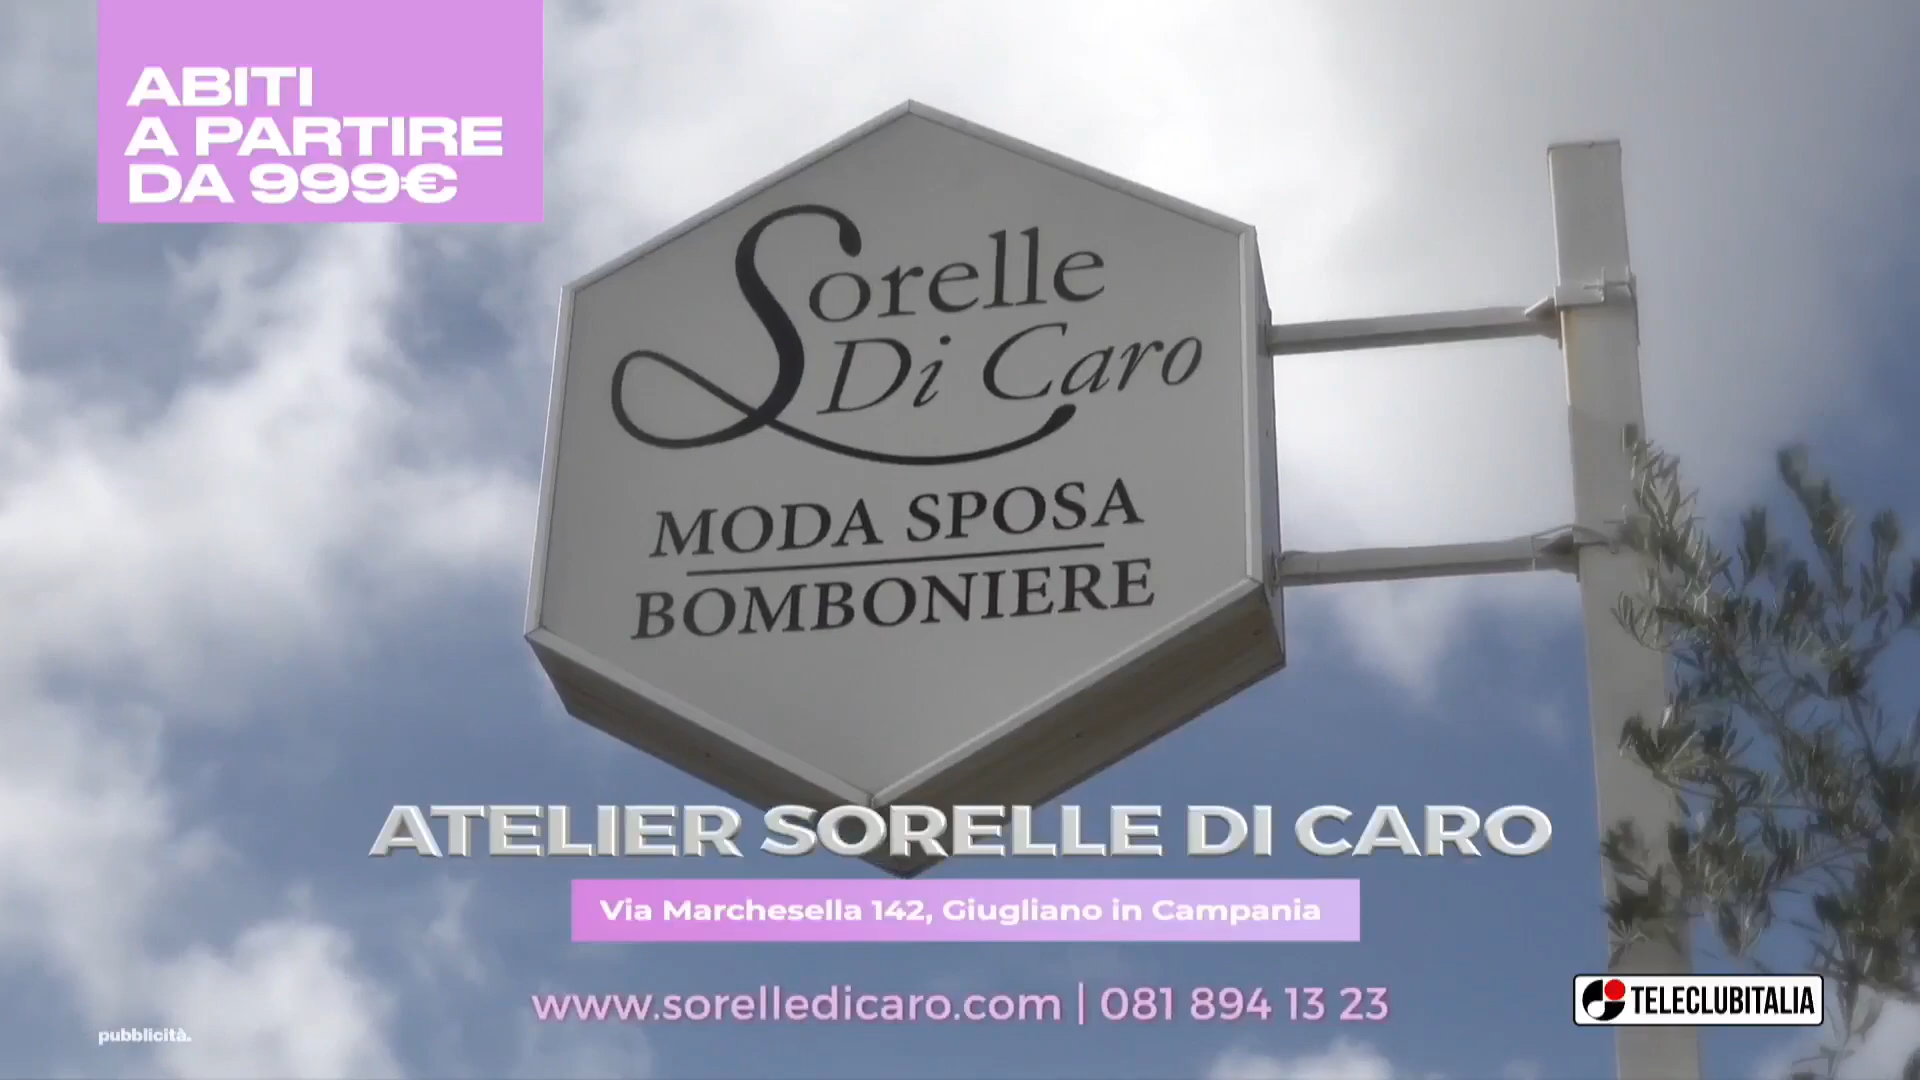 ABITI
A PARTIRE
DA 999€
Sorelle
Di Caro
MODA SPOSA
BOMBONIERE
ATELIER SORELLE DI CARO
Via Marchesella 142, Giugliano in Campania
www.sorelledicaro.com | 081 894 13 23
pubblicità.
TELECLUBITALIA